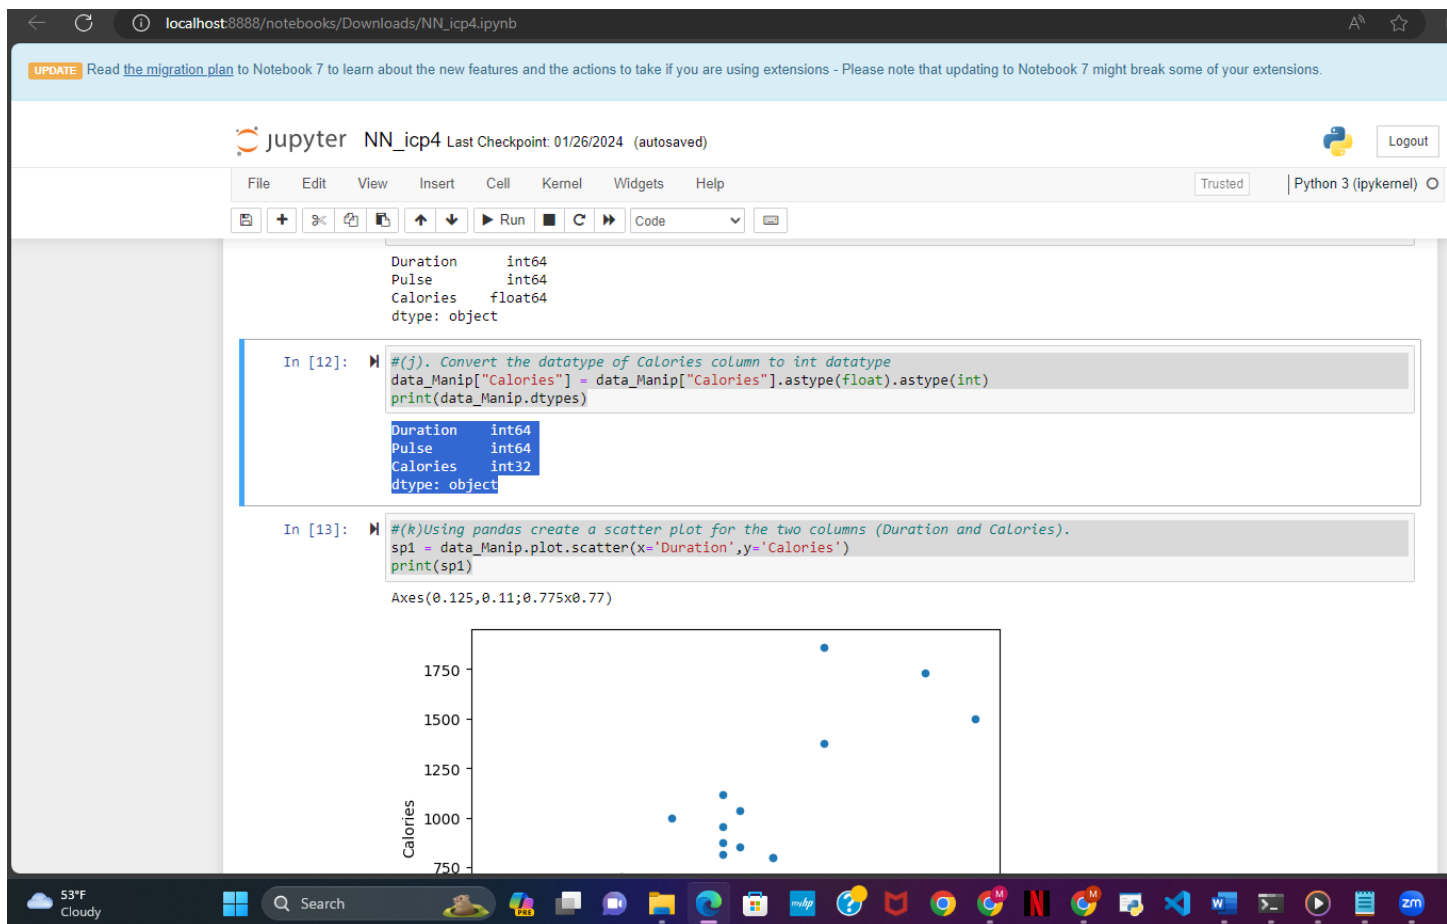 localhost:8888/notebooks/Downloads/NN_icp4.ipynb
UPDATE Read the migration plan to Notebook 7 to learn about the new features and the actions to take if you are using extensions - Please note that updating to Notebook 7 might break some of your extensions.
jupyter NN_icp4 Last Checkpoint: 01/26/2024 (autosaved)
Logout
File Edit View Insert Cell Kernel Widgets Help
Trusted Python 3 (ipykernel)
Run Code
Duration int64
Pulse int64
Calories float64
dtype: object
In [12]: #(j). Convert the datatype of Calories column to int datatype
data_Manip["Calories"] = data_Manip["Calories"].astype(float).astype(int)
print(data_Manip.dtypes)
Duration int64
Pulse int64
Calories int32
dtype: object
In [13]: #(k)Using pandas create a scatter plot for the two columns (Duration and Calories).
sp1 = data_Manip.plot.scatter(x='Duration',y='Calories')
print(sp1)
Axes(0.125,0.11;0.775x0.77)
1750
1500
1250
1000
750
Calories
53°F
Cloudy
Search
PRE
myhp
M
N
M
W
zm